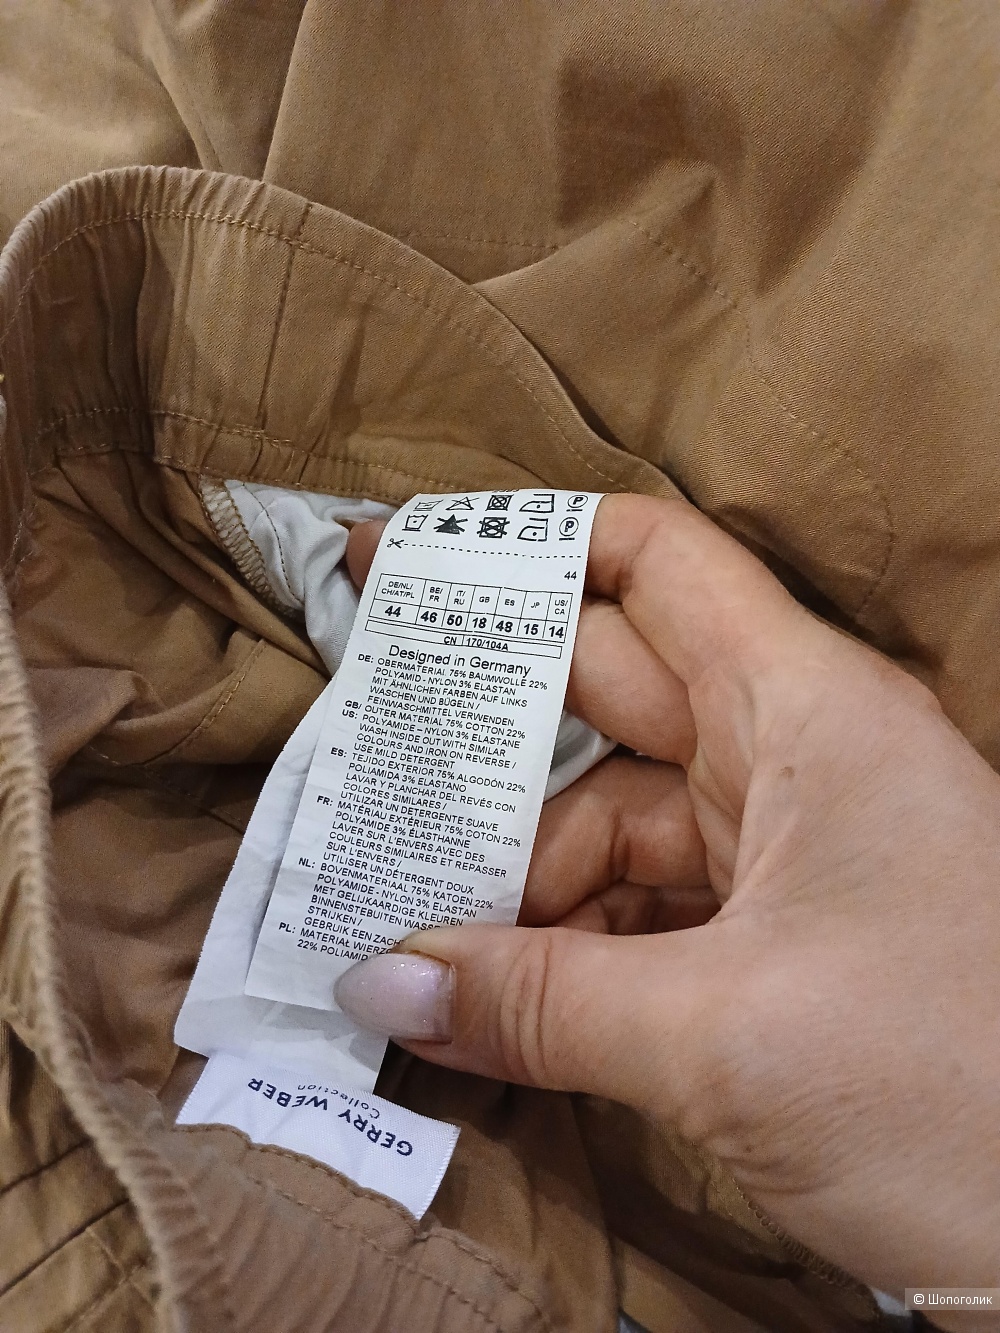 44
DE/NL/ BE/ IT/ GB ES JP US/
CH/AT/PL FR RU CA
44 46 50 18 48 15 14
CN 170/104A
Designed in Germany
DE: OBERMATERIAL 75% BAUMWOLLE 22%
POLYAMID - NYLON 3% ELASTAN
MIT ÄHNLICHEN FARBEN AUF LINKS
WASCHEN UND BÜGELN /
FEINWASCHMITTEL VERWENDEN
GB/ OUTER MATERIAL 75% COTTON 22%
US: POLYAMIDE – NYLON 3% ELASTANE
WASH INSIDE OUT WITH SIMILAR
COLOURS AND IRON ON REVERSE /
USE MILD DETERGENT
ES: TEJIDO EXTERIOR 75% ALGODÓN 22%
POLIAMIDA 3% ELASTANO
LAVAR Y PLANCHAR DEL REVÉS CON
COLORES SIMILARES /
UTILIZAR UN DETERGENTE SUAVE
FR: MATÉRIAU EXTÉRIEUR 75% COTON 22%
POLYAMIDE 3% ÉLASTHANNE
LAVER SUR L'ENVERS AVEC DES
COULEURS SIMILAIRES ET REPASSER
SUR L'ENVERS /
UTILISER UN DÉTERGENT DOUX
NL: BOVENMATERIAAL 75% KATOEN 22%
POLYAMIDE - NYLON 3% ELASTAN
MET GELIJKAARDIGE KLEUREN
BINNENSTEBUITEN
STRIJKEN /
GEBRUIK EEN
PL: MATERIAŁ
22%
GERRY WEBER
Collection
© Шопоголик